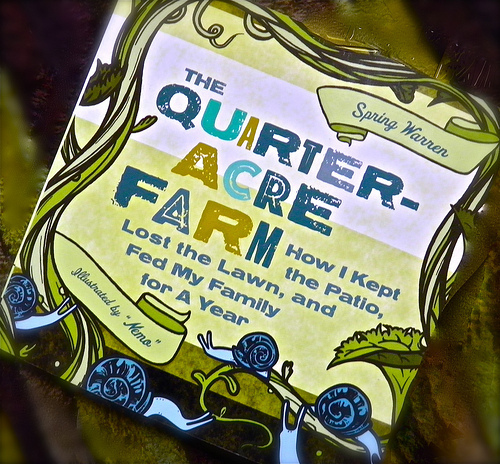 THE
QUARTER-
ACRE
FARM
Spring Warren
How I Kept
the Patio,
Lost the Lawn, and
Fed My Family
for A Year
Illustrated by "Nemo"